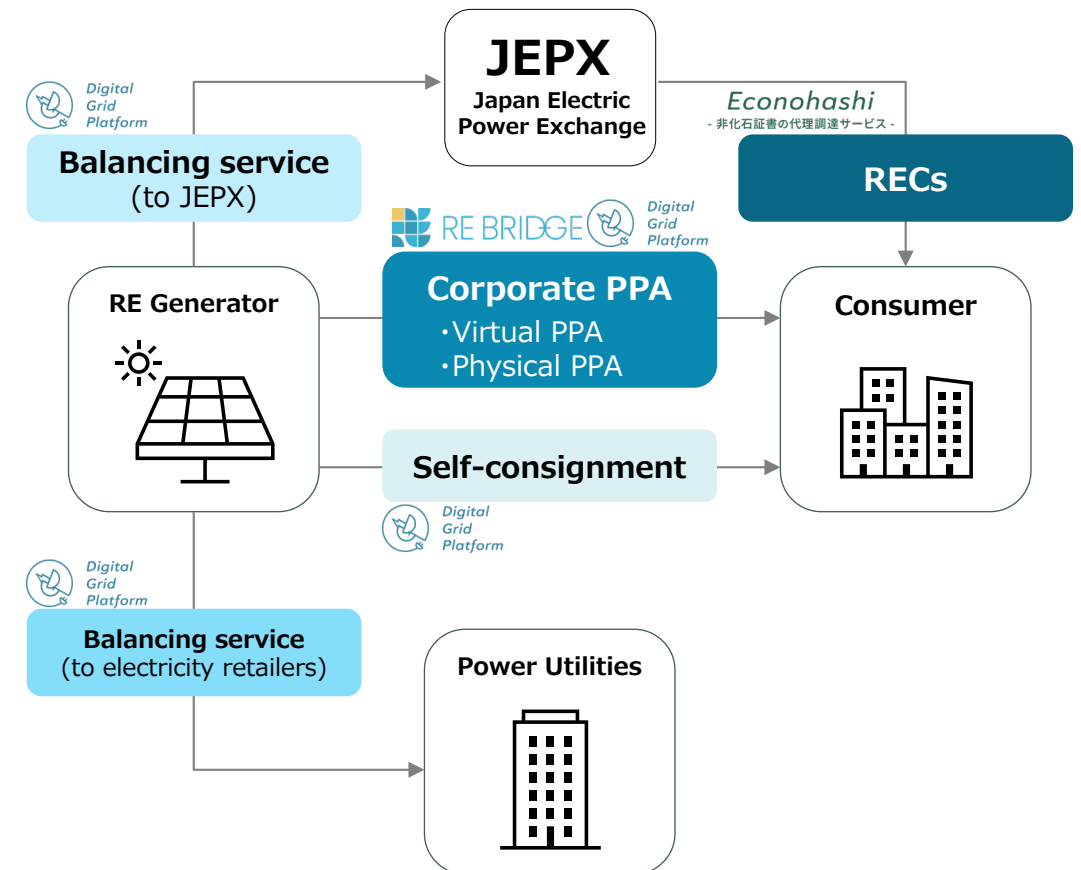 JEPX
Japan Electric
Power Exchange
Digital
Grid
Platform
Balancing service
(to JEPX)
Econohashi
- 非化石証書の代理調達サービス -
RECs
RE BRIDGE
Digital
Grid
Platform
RE Generator
Corporate PPA
・Virtual PPA
・Physical PPA
Consumer
Self-consignment
Digital
Grid
Platform
Digital
Grid
Platform
Balancing service
(to electricity retailers)
Power Utilities